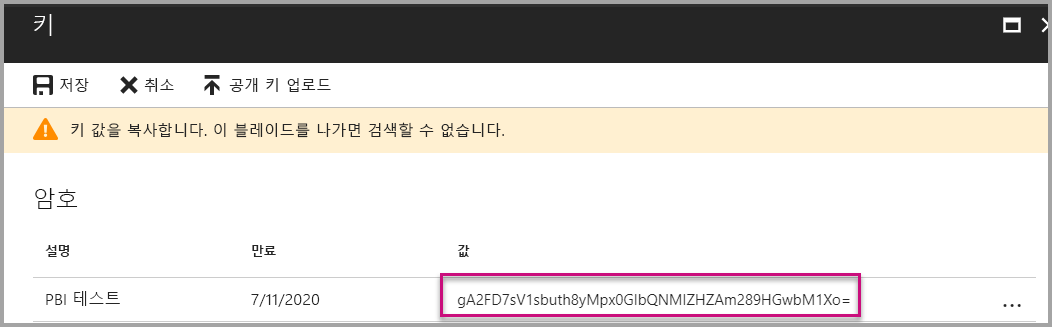 키
저장 취소 공개 키 업로드
키 값을 복사합니다. 이 블레이드를 나가면 검색할 수 없습니다.
암호
설명 만료 값
PBI 테스트 7/11/2020 gA2FD7sV1sbuth8yMpx0GlbQNMIZHZAm289HGwbM1Xo=